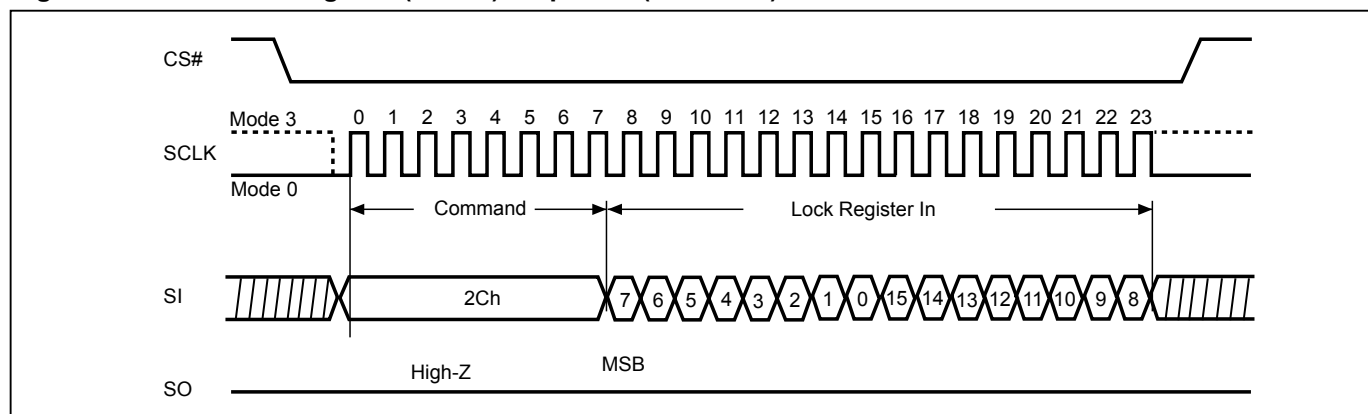 CS#
Mode 3
0 1 2 3 4 5 6 7 8 9 10 11 12 13 14 15 16 17 18 19 20 21 22 23
SCLK
Mode 0
Command
Lock Register In
SI
2Ch
7 6 5 4 3 2 1 0 15 14 13 12 11 10 9 8
High-Z
MSB
SO